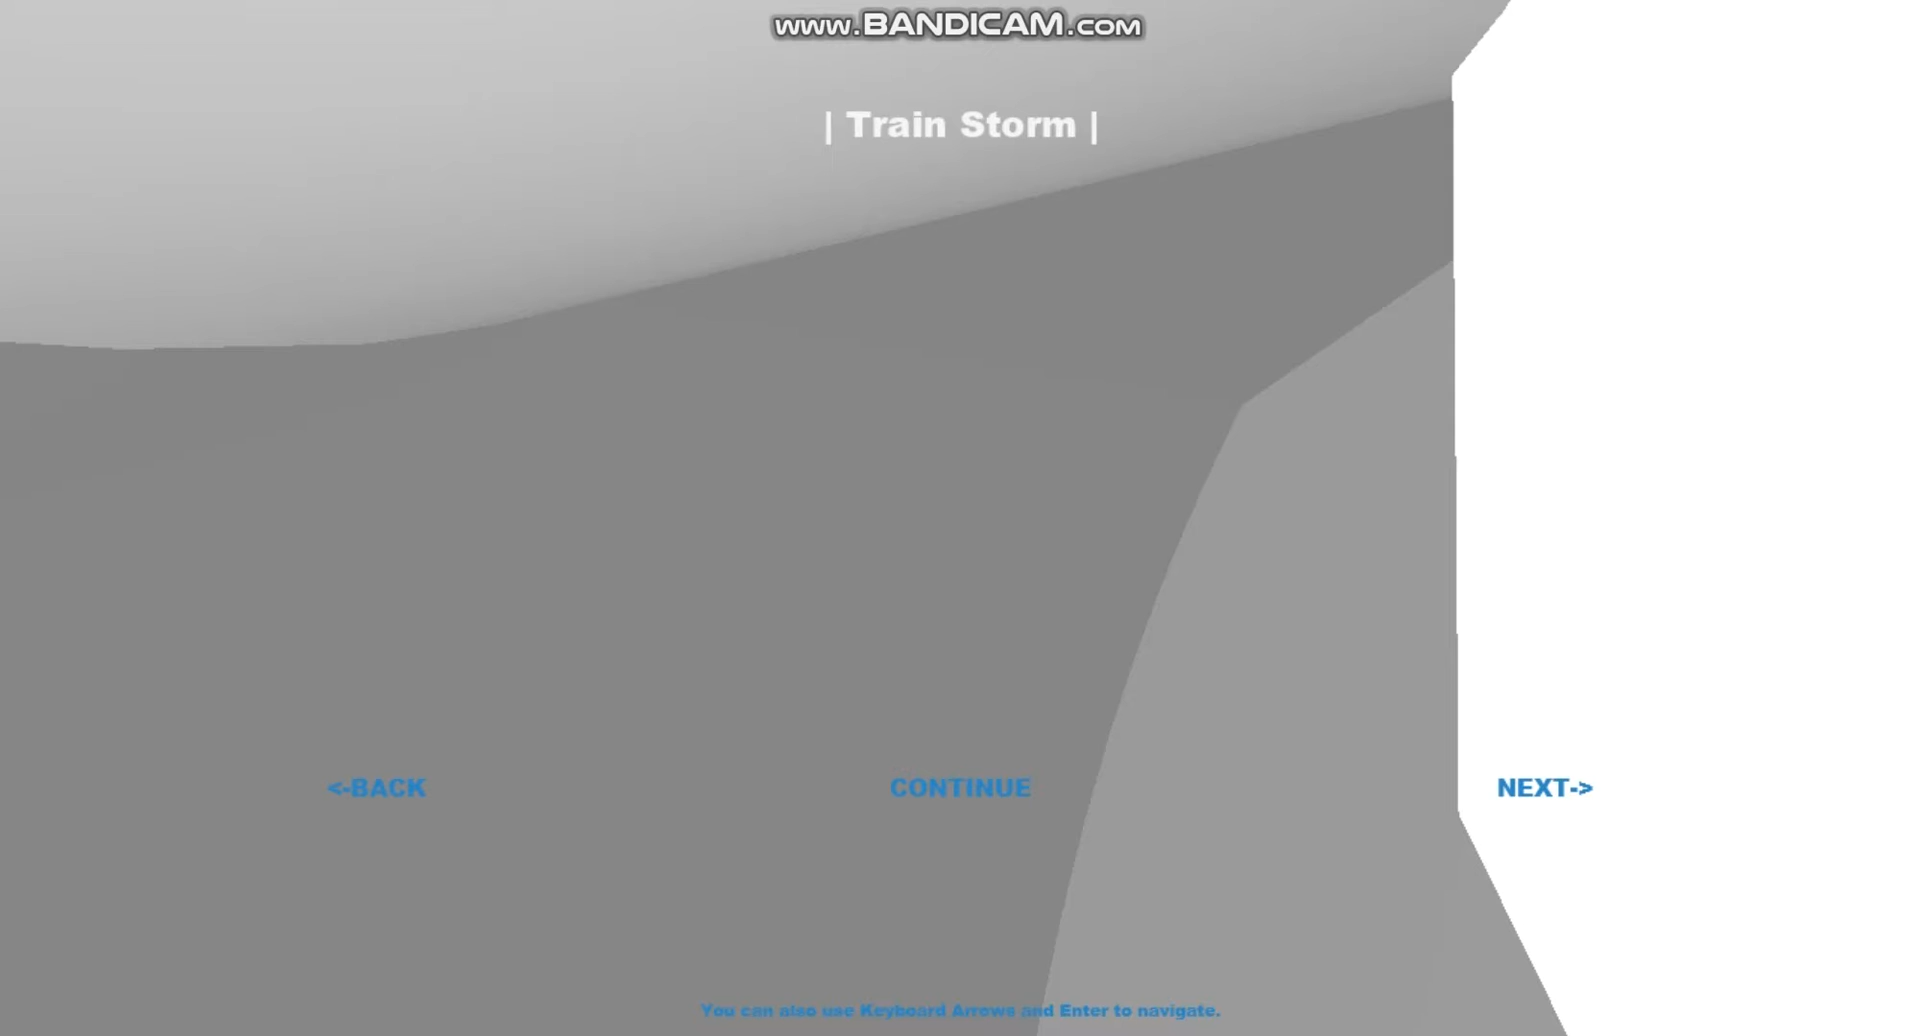 www.BANDICAM.com
| Train Storm |
<-BACK
CONTINUE
NEXT->
You can also use Keyboard Arrows and Enter to navigate.